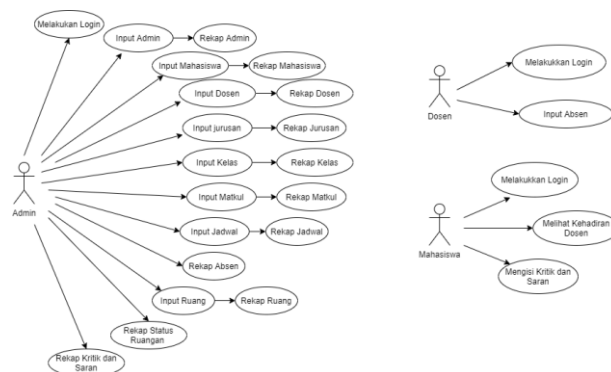 Melakukan Login
Input Admin
Rekap Admin
Input Mahasiswa
Rekap Mahasiswa
Input Dosen
Rekap Dosen
Input jurusan
Rekap Jurusan
Input Kelas
Rekap Kelas
Admin
Input Matkul
Rekap Matkul
Input Jadwal
Rekap Jadwal
Rekap Absen
Input Ruang
Rekap Ruang
Rekap Status
Ruangan
Rekap Kritik dan
Saran
Melakukkan Login
Dosen
Input Absen
Melakukkan Login
Melihat Kehadiran
Dosen
Mahasiswa
Mengisi Kritik dan
Saran